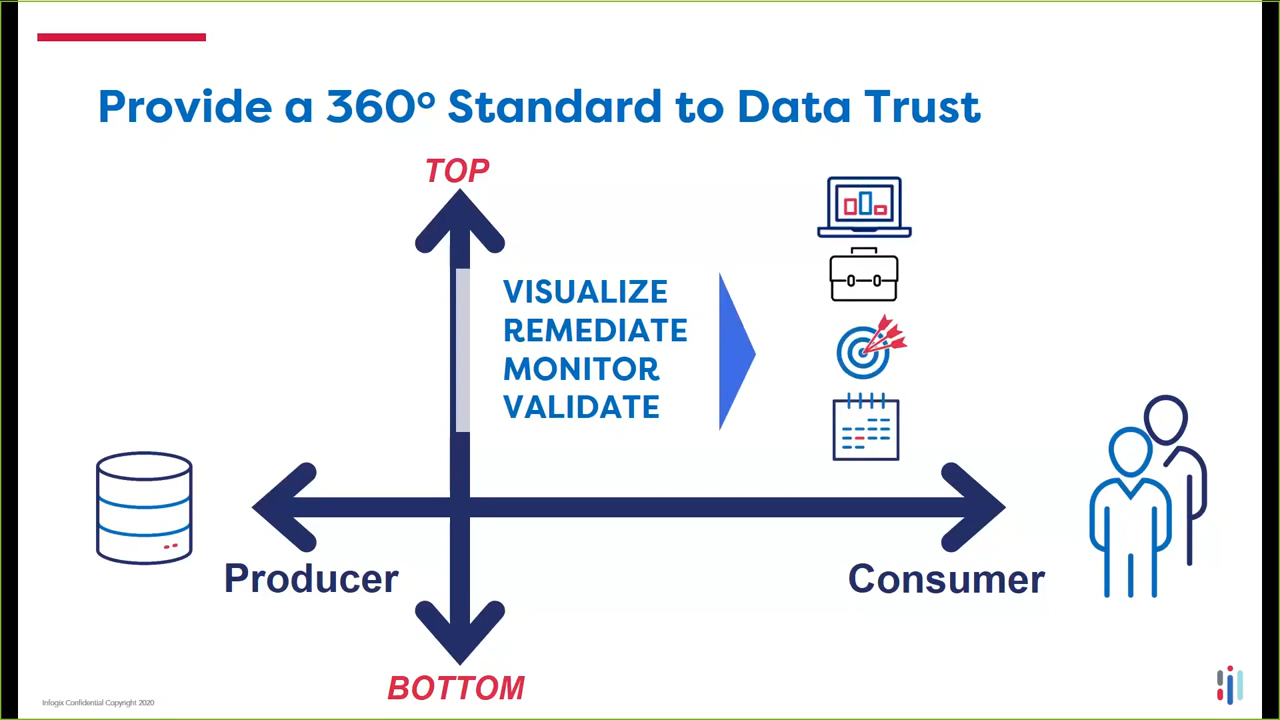 Provide a 360º Standard to Data Trust
TOP
VISUALIZE
REMEDIATE
MONITOR
VALIDATE
Producer
Consumer
BOTTOM
Infogix Confidential Copyright 2020